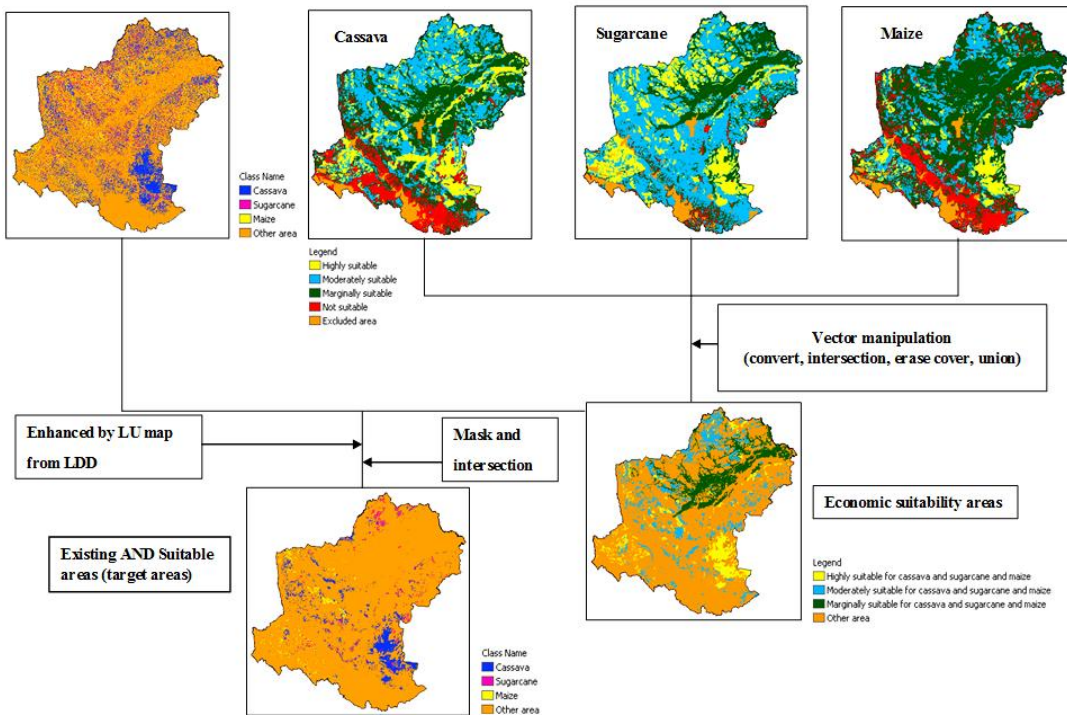 Cassava
Sugarcane
Maize
Class Name
Cassava
Sugarcane
Maize
Other area
Legend
Highly suitable
Moderately suitable
Marginally suitable
Not suitable
Excluded area
Vector manipulation
(convert, intersection, erase cover, union)
Enhanced by LU map
from LDD
Mask and
intersection
Economic suitability areas
Existing AND Suitable
areas (target areas)
Legend
Highly suitable for cassava and sugarcane and maize
Moderately suitable for cassava and sugarcane and maize
Marginally suitable for cassava and sugarcane and maize
Other area
Class Name
Cassava
Sugarcane
Maize
Other area